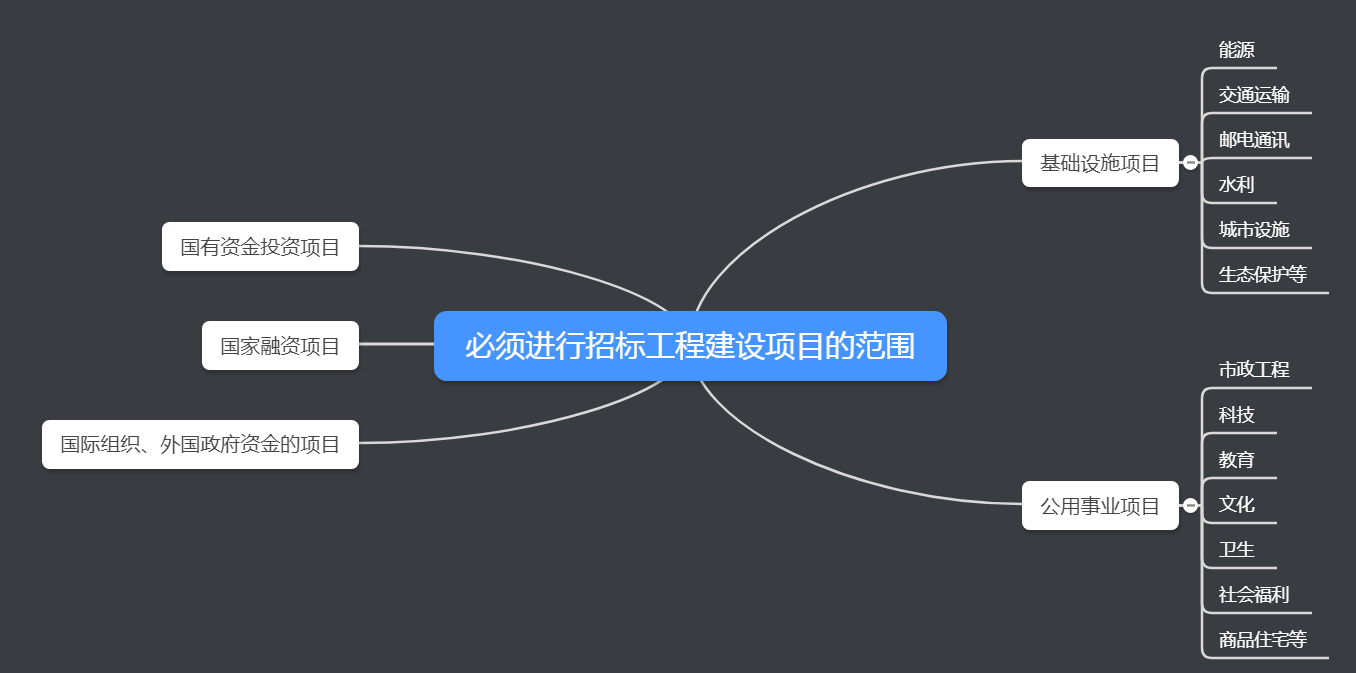 必须进行招标工程建设项目的范围
基础设施项目
能源
交通运输
邮电通讯
水利
城市设施
生态保护等
公用事业项目
市政工程
科技
教育
文化
卫生
社会福利
商品住宅等
国有资金投资项目
国家融资项目
国际组织、外国政府资金的项目